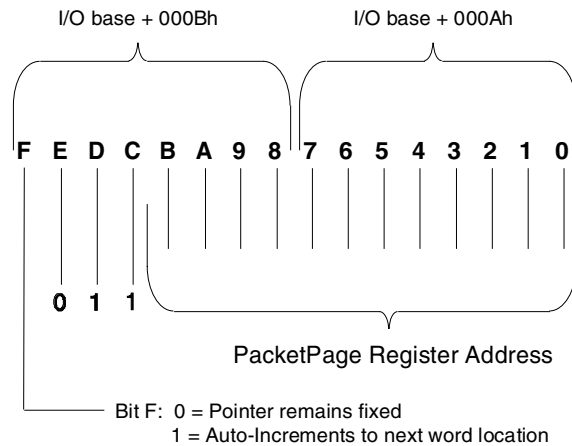 I/O base + 000Bh I/O base + 000Ah
F E D C B A 9 8 7 6 5 4 3 2 1 0
0 1 1
PacketPage Register Address
Bit F: 0 = Pointer remains fixed
1 = Auto-Increments to next word location